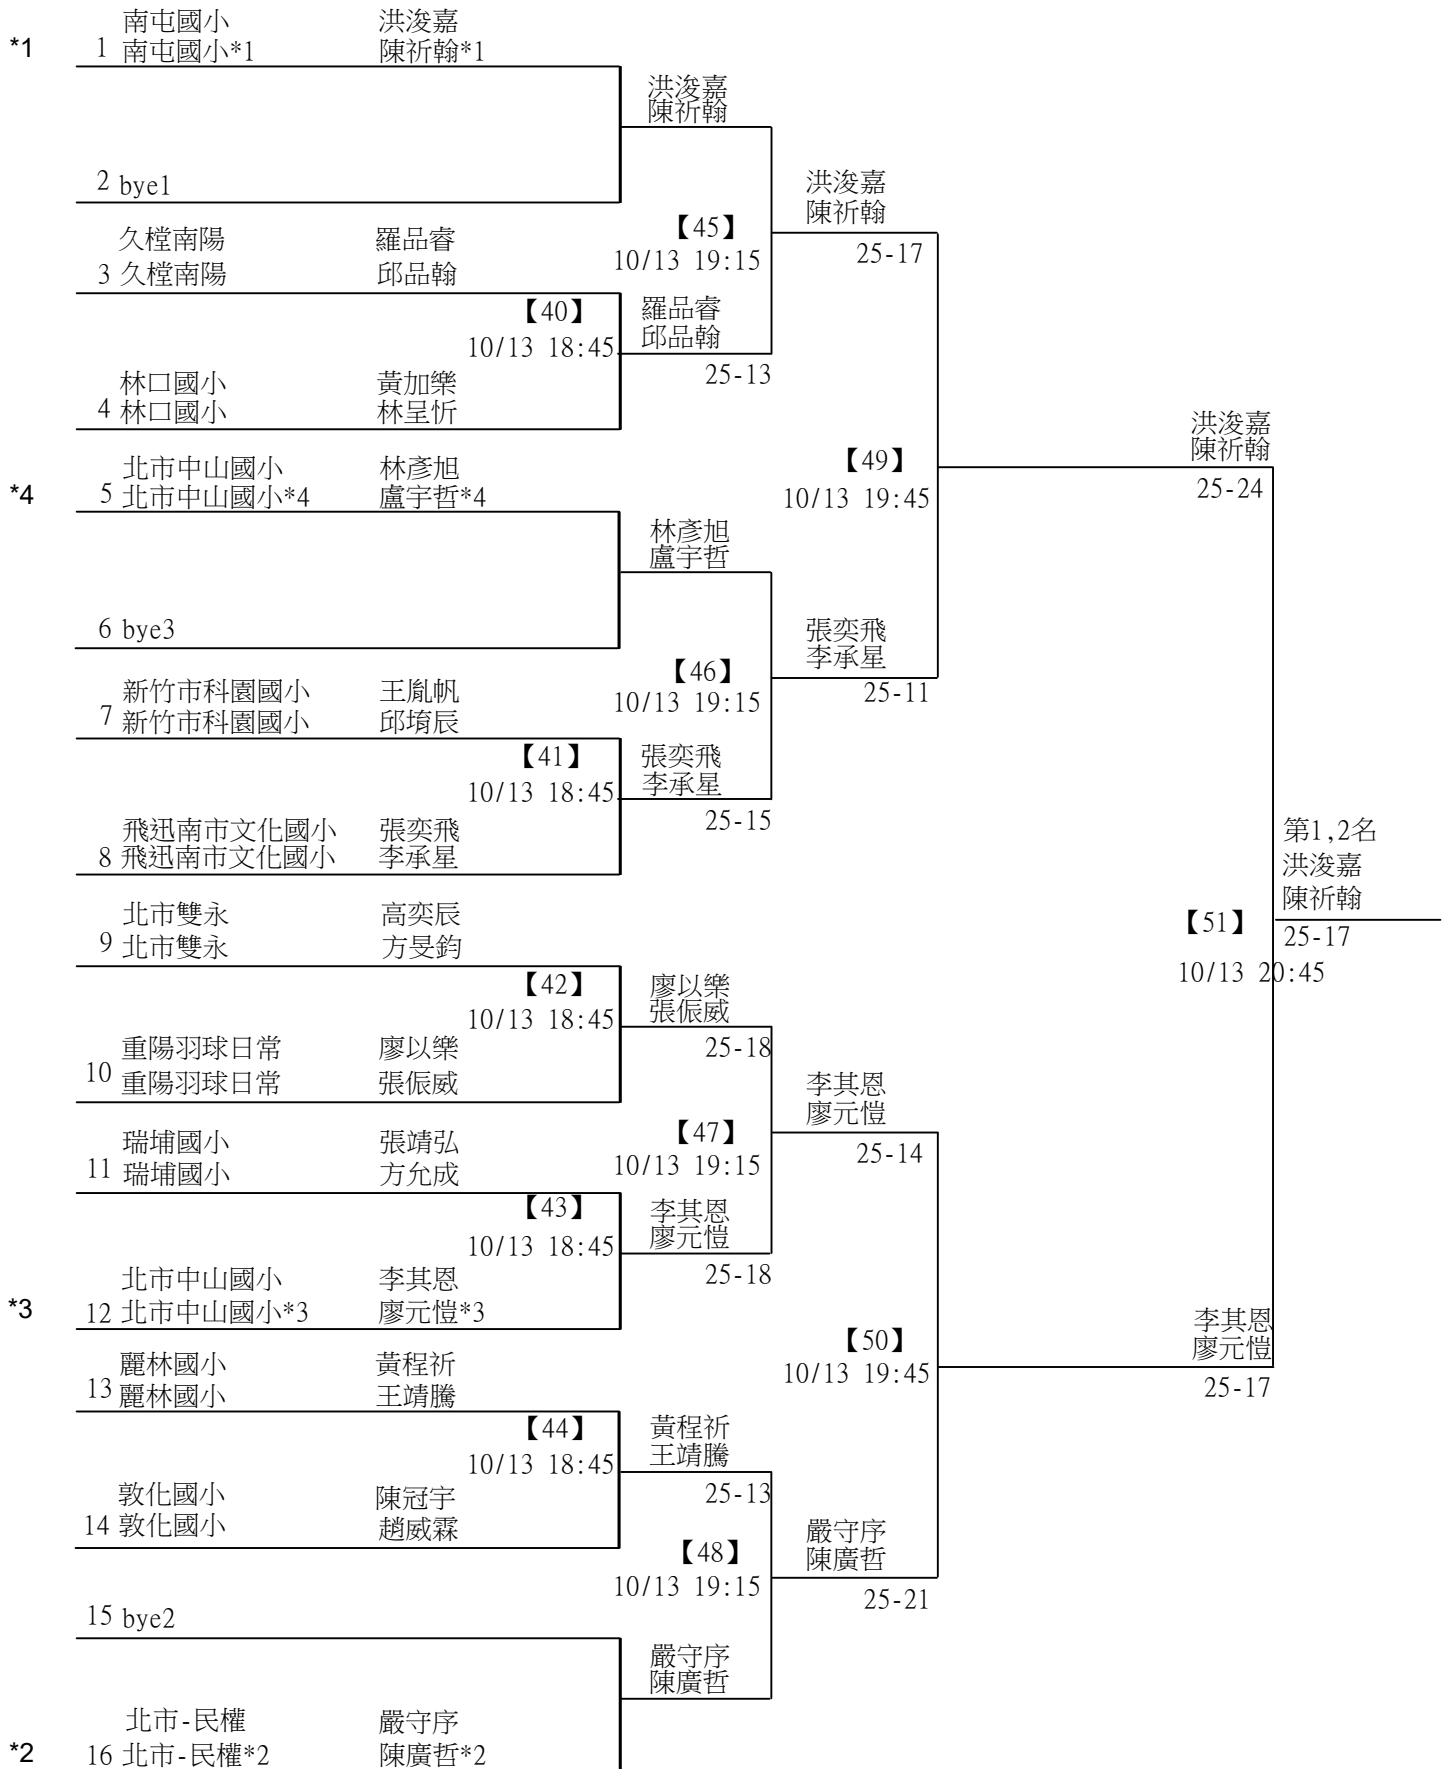 南屯國小 洪浚嘉
*1 1 南屯國小*1 陳祈翰*1
洪浚嘉
陳祈翰
2 bye1
洪浚嘉
陳祈翰
25-17
久樘南陽 羅品睿
3 久樘南陽 邱品翰
【45】
10/13 19:15
【40】
10/13 18:45
羅品睿
邱品翰
25-13
林口國小 黃加樂
4 林口國小 林呈忻
洪浚嘉
陳祈翰
25-24
【49】
10/13 19:45
北市中山國小 林彥旭
*4 5 北市中山國小*4 盧宇哲*4
林彥旭
盧宇哲
6 bye3
張奕飛
李承星
25-11
【46】
10/13 19:15
新竹市科園國小 王胤帆
7 新竹市科園國小 邱堉辰
【41】
10/13 18:45
張奕飛
李承星
25-15
飛迅南市文化國小 張奕飛
8 飛迅南市文化國小 李承星
第1,2名
洪浚嘉
陳祈翰
25-17
【51】
10/13 20:45
北市雙永 高奕辰
9 北市雙永 方旻鈞
【42】
10/13 18:45
廖以樂
張侲威
25-18
重陽羽球日常 廖以樂
10 重陽羽球日常 張侲威
李其恩
廖元愷
25-14
瑞埔國小 張靖弘
11 瑞埔國小 方允成
【47】
10/13 19:15
【43】
10/13 18:45
李其恩
廖元愷
25-18
北市中山國小 李其恩
*3 12 北市中山國小*3 廖元愷*3
李其恩
廖元愷
25-17
【50】
10/13 19:45
麗林國小 黃程祈
13 麗林國小 王靖騰
【44】
10/13 18:45
黃程祈
王靖騰
25-13
敦化國小 陳冠宇
14 敦化國小 趙威霖
嚴守序
陳廣哲
25-21
【48】
10/13 19:15
15 bye2
嚴守序
陳廣哲
北市-民權 嚴守序
*2 16 北市-民權*2 陳廣哲*2